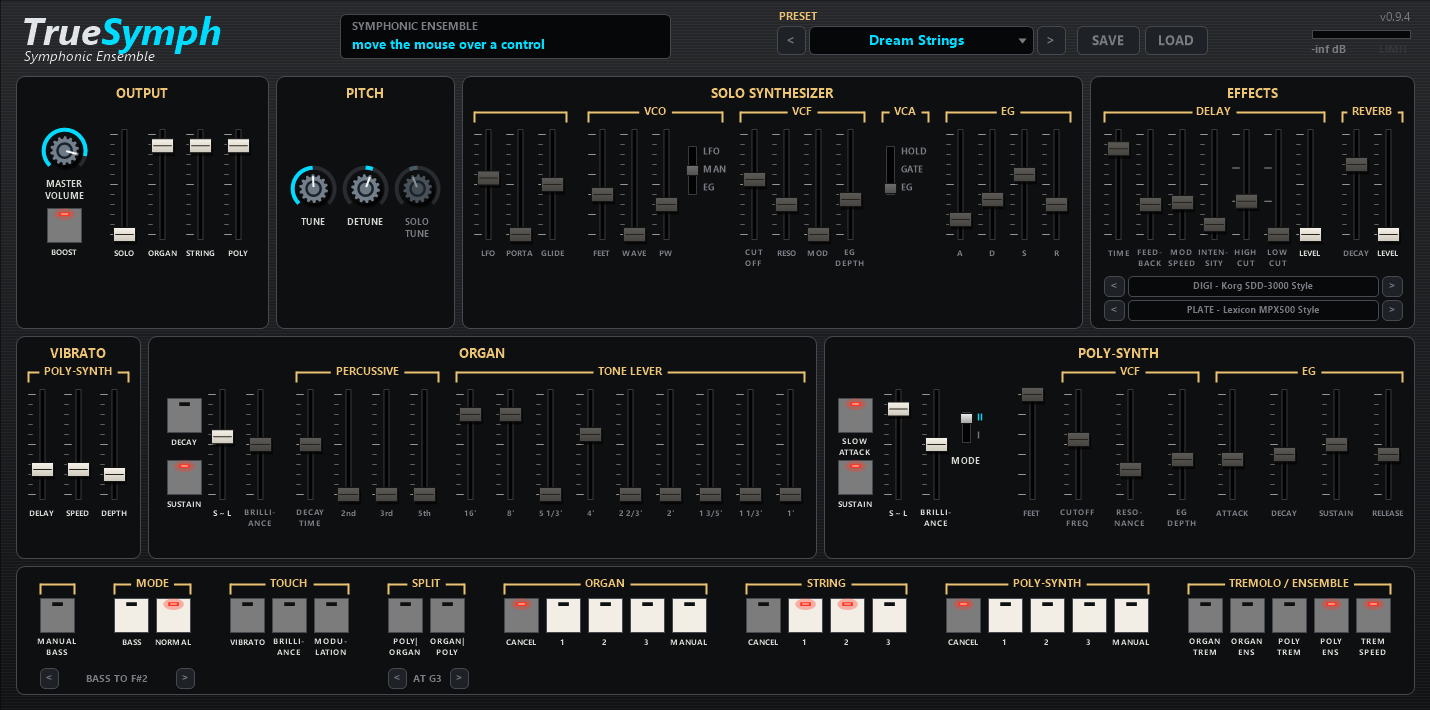 TrueSymph
Symphonic Ensemble
SYMPHONIC ENSEMBLE
move the mouse over a control
PRESET
< Dream Strings > SAVE LOAD
v0.9.4
-inf dB LIMIT
OUTPUT
MASTER
VOLUME
BOOST SOLO ORGAN STRING POLY
PITCH
TUNE DETUNE SOLO
TUNE
SOLO SYNTHESIZER
VCO VCF VCA EG
LFO
MAN
EG
HOLD
GATE
EG
LFO PORTA GLIDE FEET WAVE PW CUT
OFF RESO MOD EG
DEPTH A D S R
EFFECTS
DELAY REVERB
TIME FEED-
BACK MOD
SPEED INTEN-
SITY HIGH
CUT LOW
CUT LEVEL DECAY LEVEL
< DIGI - Korg SDD-3000 Style >
< PLATE - Lexicon MPX500 Style >
VIBRATO
POLY-SYNTH
DELAY SPEED DEPTH
ORGAN
PERCUSSIVE TONE LEVER
DECAY
SUSTAIN
S ~ L BRILLI-
ANCE DECAY
TIME 2nd 3rd 5th 16' 8' 5 1/3' 4' 2 2/3' 2' 1 3/5' 1 1/3' 1'
POLY-SYNTH
VCF EG
SLOW
ATTACK
SUSTAIN
II
I
MODE
S ~ L BRILLI-
ANCE FEET CUTOFF
FREQ RESO-
NANCE EG
DEPTH ATTACK DECAY SUSTAIN RELEASE
MODE TOUCH SPLIT ORGAN STRING POLY-SYNTH TREMOLO / ENSEMBLE
MANUAL
BASS BASS NORMAL VIBRATO BRILLI-
ANCE MODU-
LATION POLY|
ORGAN ORGAN|
POLY CANCEL 1 2 3 MANUAL CANCEL 1 2 3 CANCEL 1 2 3 MANUAL ORGAN
TREM ORGAN
ENS POLY
TREM POLY
ENS TREM
SPEED
< BASS TO F#2 > < AT G3 >